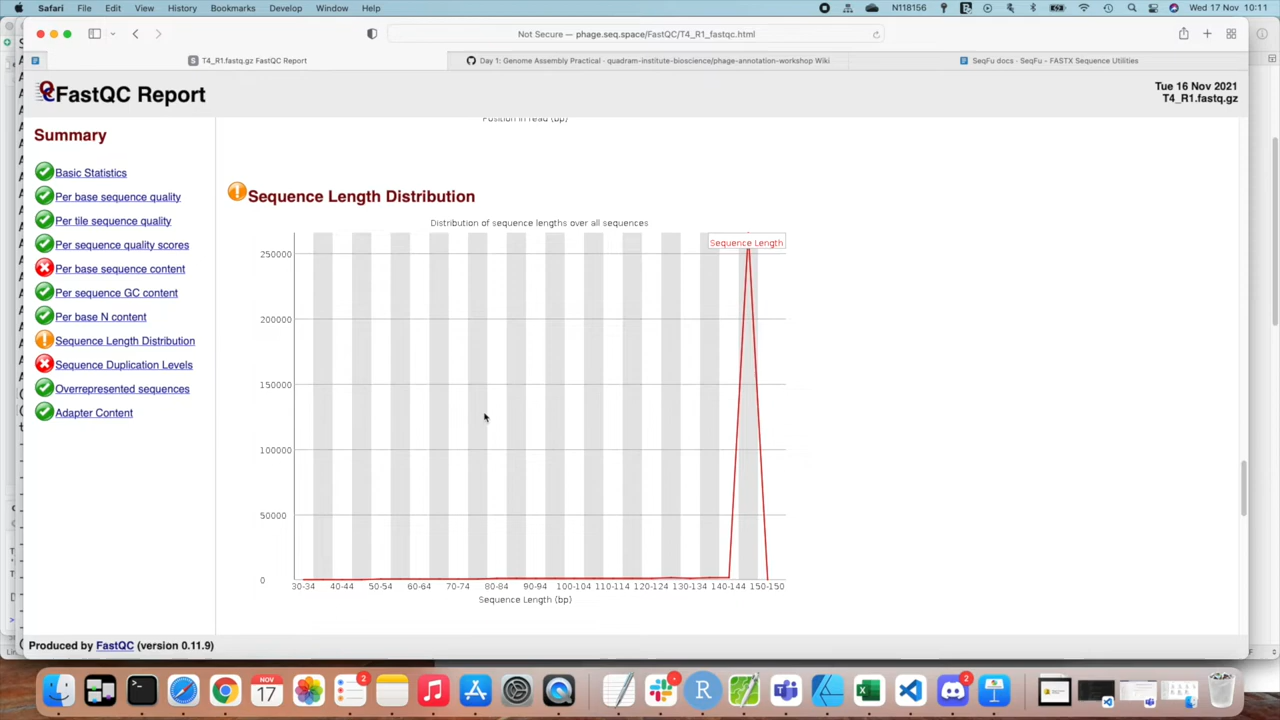 Safari File Edit View History Bookmarks Develop Window Help N118156 Wed 17 Nov 10:11
Not Secure — phage.seq.space/FastQC/T4_R1_fastqc.html
S T4_R1.fastq.gz FastQC Report
Day 1: Genome Assembly Practical · quadram-institute-bioscience/phage-annotation-workshop Wiki
SeqFu docs - SeqFu - FASTX Sequence Utilities
FastQC Report
Tue 16 Nov 2021
T4_R1.fastq.gz
Summary
Basic Statistics
Per base sequence quality
Per tile sequence quality
Per sequence quality scores
Per base sequence content
Per sequence GC content
Per base N content
Sequence Length Distribution
Sequence Duplication Levels
Overrepresented sequences
Adapter Content
Position in read (bp)
Sequence Length Distribution
Distribution of sequence lengths over all sequences
Sequence Length
250000
200000
150000
100000
50000
0
30-34 40-44 50-54 60-64 70-74 80-84 90-94 100-104 110-114 120-124 130-134 140-144 150-150
Sequence Length (bp)
Produced by FastQC (version 0.11.9)
NOV
17
2
R
2